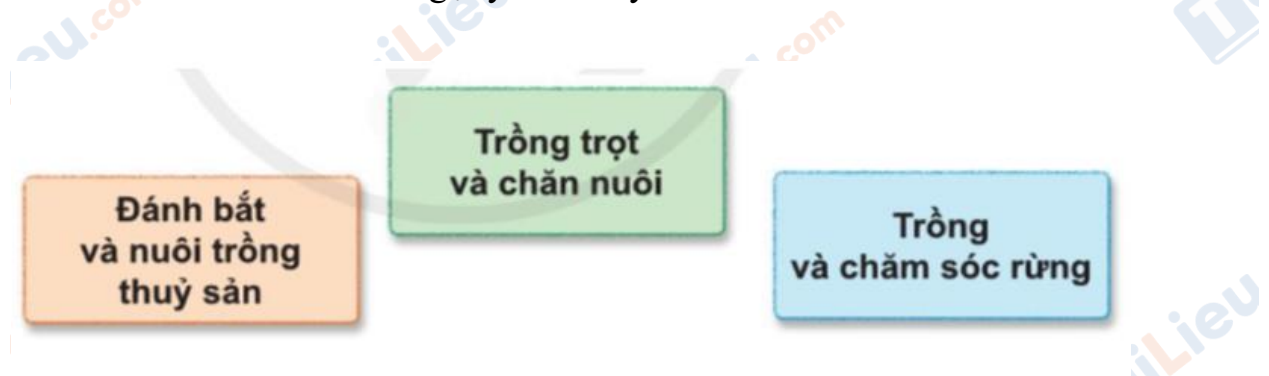 Trồng trọt
và chăn nuôi
Đánh bắt
và nuôi trồng
thuỷ sản
Trồng
và chăm sóc rừng